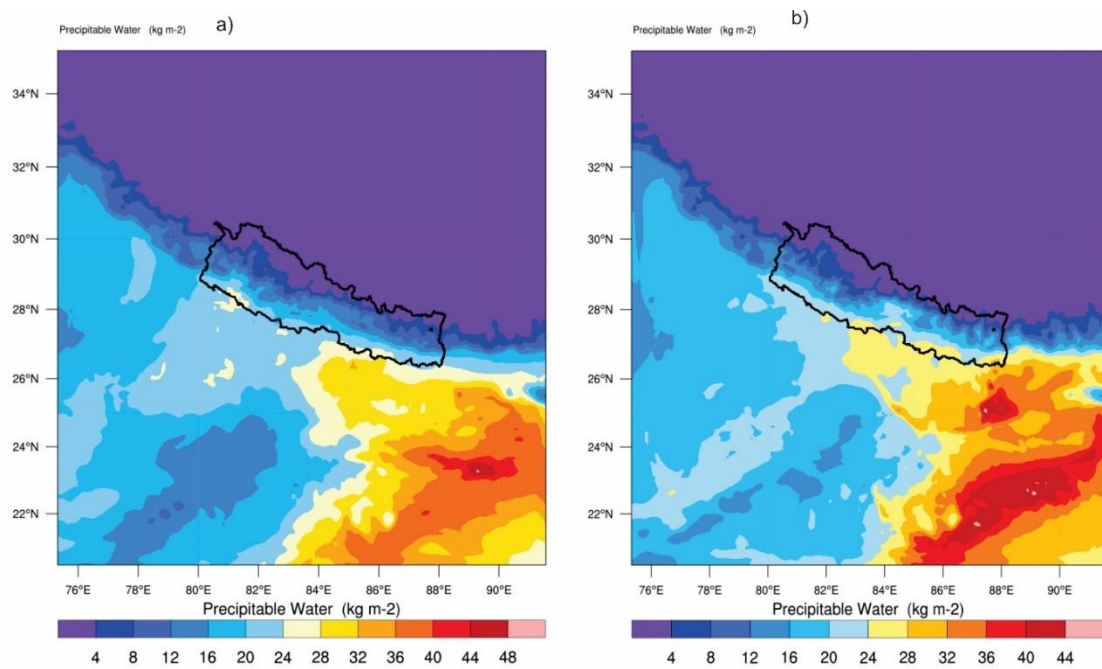 Precipitable Water (kg m-2) a)
34°N
32°N
30°N
28°N
26°N
24°N
22°N
76°E 78°E 80°E 82°E 84°E 86°E 88°E 90°E
Precipitable Water (kg m-2)
4 8 12 16 20 24 28 32 36 40 44 48
Precipitable Water (kg m-2) b)
34°N
32°N
30°N
28°N
26°N
24°N
22°N
76°E 78°E 80°E 82°E 84°E 86°E 88°E 90°E
Precipitable Water (kg m-2)
4 8 12 16 20 24 28 32 36 40 44